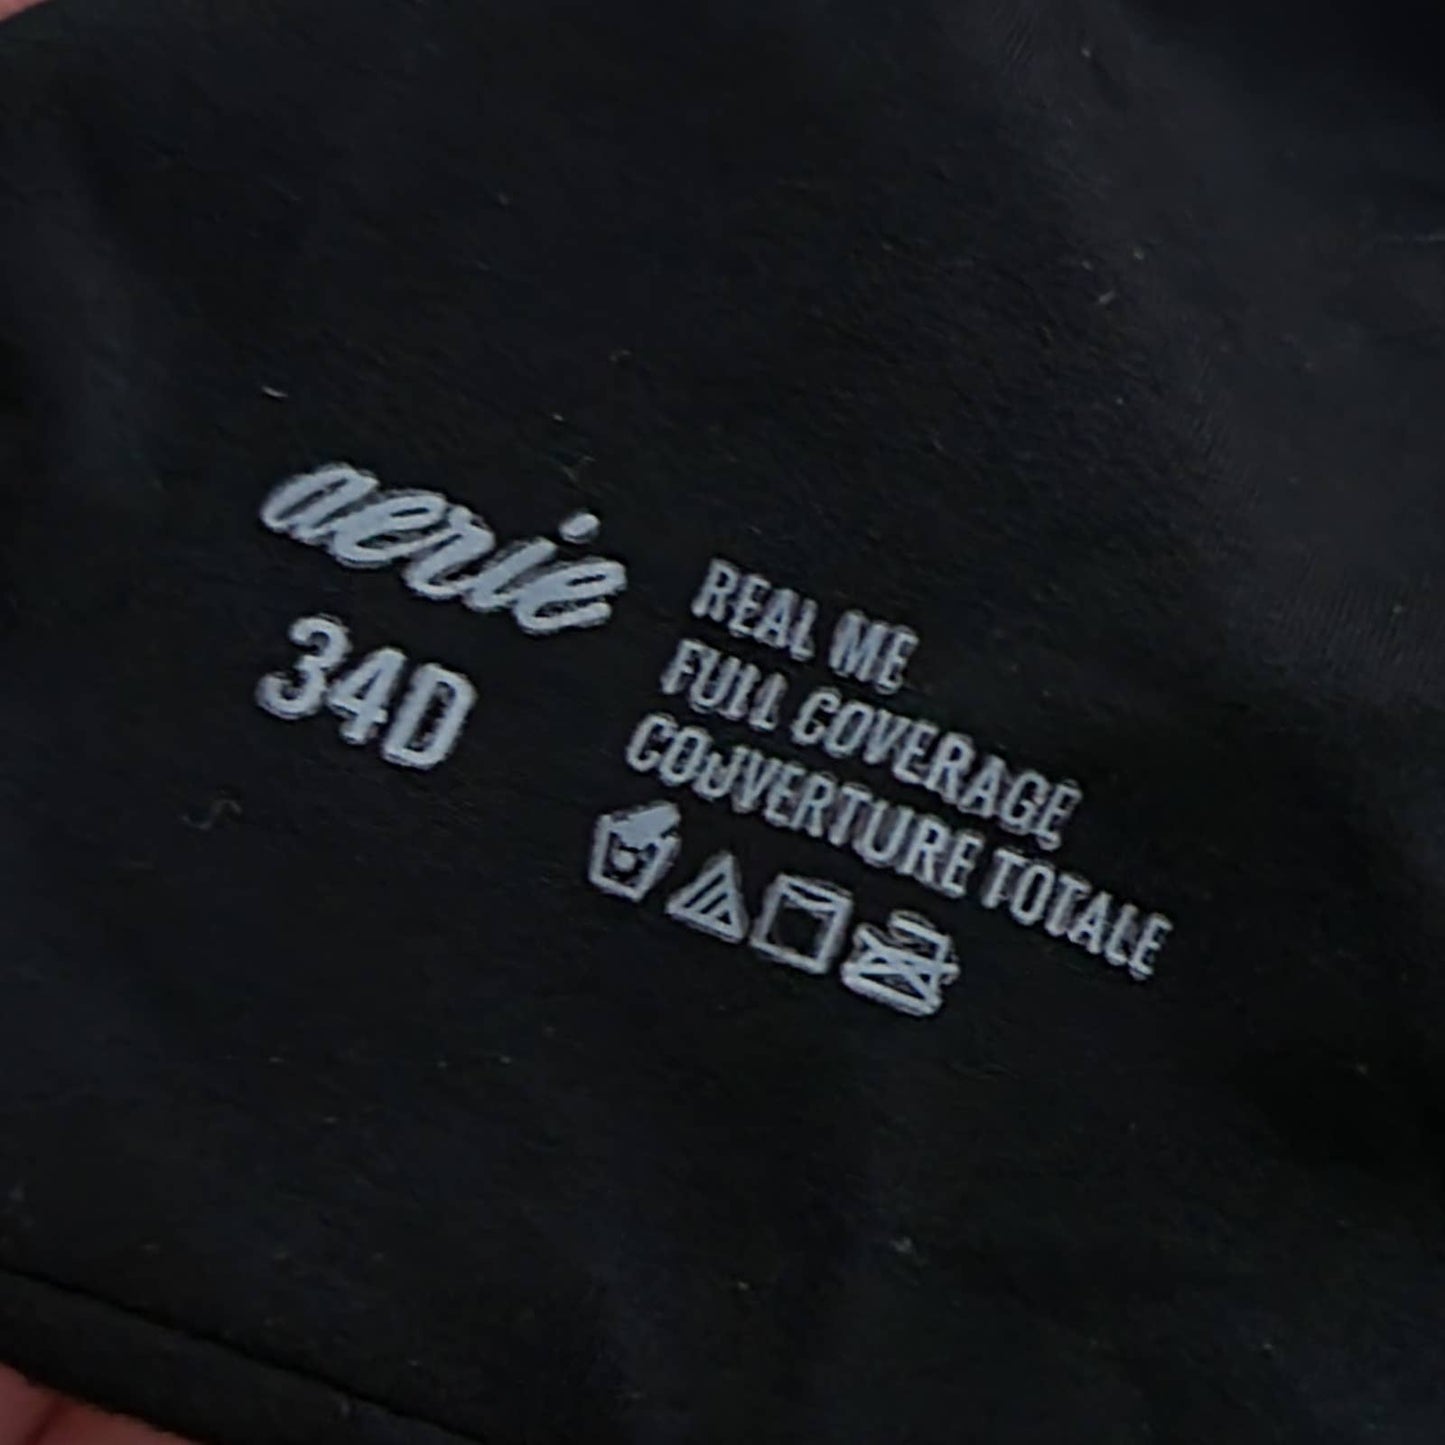 aerie
34D
REAL ME
FULL COVERAGE
COUVERTURE TOTALE